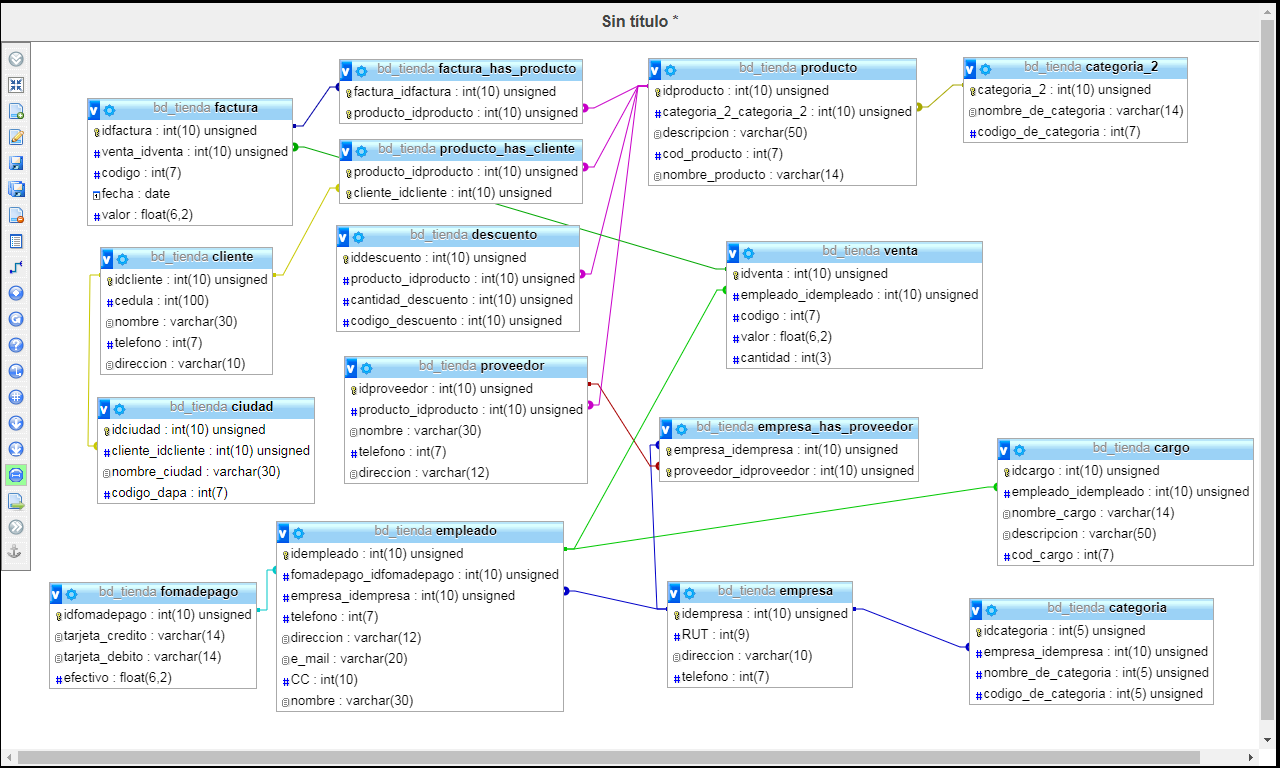 Sin título *
bd_tienda factura
idfactura : int(10) unsigned
venta_idventa : int(10) unsigned
codigo : int(7)
fecha : date
valor : float(6,2)
bd_tienda factura_has_producto
factura_idfactura : int(10) unsigned
producto_idproducto : int(10) unsigned
bd_tienda producto_has_cliente
producto_idproducto : int(10) unsigned
cliente_idcliente : int(10) unsigned
bd_tienda producto
idproducto : int(10) unsigned
categoria_2_categoria_2 : int(10) unsigned
descripcion : varchar(50)
cod_producto : int(7)
nombre_producto : varchar(14)
bd_tienda categoria_2
categoria_2 : int(10) unsigned
nombre_de_categoria : varchar(14)
codigo_de_categoria : int(7)
bd_tienda cliente
idcliente : int(10) unsigned
cedula : int(100)
nombre : varchar(30)
telefono : int(7)
direccion : varchar(10)
bd_tienda descuento
iddescuento : int(10) unsigned
producto_idproducto : int(10) unsigned
cantidad_descuento : int(10) unsigned
codigo_descuento : int(10) unsigned
bd_tienda venta
idventa : int(10) unsigned
empleado_idempleado : int(10) unsigned
codigo : int(7)
valor : float(6,2)
cantidad : int(3)
bd_tienda ciudad
idciudad : int(10) unsigned
cliente_idcliente : int(10) unsigned
nombre_ciudad : varchar(30)
codigo_dapa : int(7)
bd_tienda proveedor
idproveedor : int(10) unsigned
producto_idproducto : int(10) unsigned
nombre : varchar(30)
telefono : int(7)
direccion : varchar(12)
bd_tienda empresa_has_proveedor
empresa_idempresa : int(10) unsigned
proveedor_idproveedor : int(10) unsigned
bd_tienda cargo
idcargo : int(10) unsigned
empleado_idempleado : int(10) unsigned
nombre_cargo : varchar(14)
descripcion : varchar(50)
cod_cargo : int(7)
bd_tienda fomadepago
idfomadepago : int(10) unsigned
tarjeta_credito : varchar(14)
tarjeta_debito : varchar(14)
efectivo : float(6,2)
bd_tienda empleado
idempleado : int(10) unsigned
fomadepago_idfomadepago : int(10) unsigned
empresa_idempresa : int(10) unsigned
telefono : int(7)
direccion : varchar(12)
e_mail : varchar(20)
CC : int(10)
nombre : varchar(30)
bd_tienda empresa
idempresa : int(10) unsigned
RUT : int(9)
direccion : varchar(10)
telefono : int(7)
bd_tienda categoria
idcategoria : int(5) unsigned
empresa_idempresa : int(10) unsigned
nombre_de_categoria : int(5) unsigned
codigo_de_categoria : int(5) unsigned